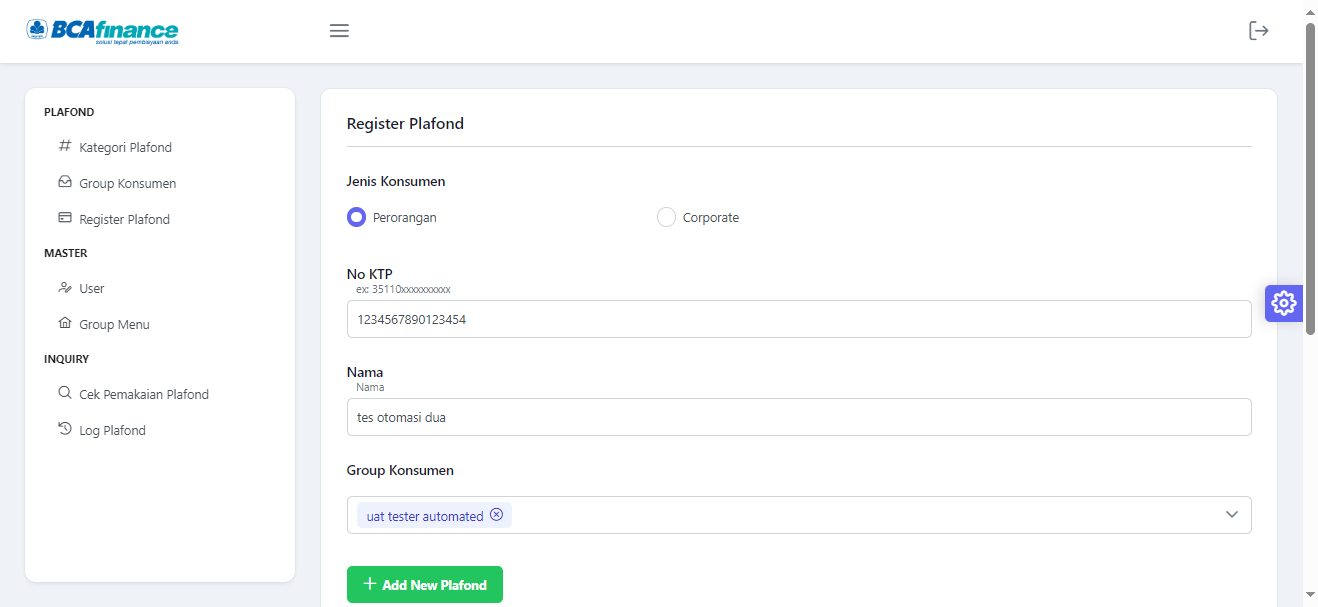 BCAfinance
solusi tepat pembiayaan anda
PLAFOND
Kategori Plafond
Group Konsumen
Register Plafond
MASTER
User
Group Menu
INQUIRY
Cek Pemakaian Plafond
Log Plafond
Register Plafond
Jenis Konsumen
Perorangan
Corporate
No KTP
ex: 35110xxxxxxxxxx
1234567890123454
Nama
Nama
tes otomasi dua
Group Konsumen
uat tester automated
Add New Plafond